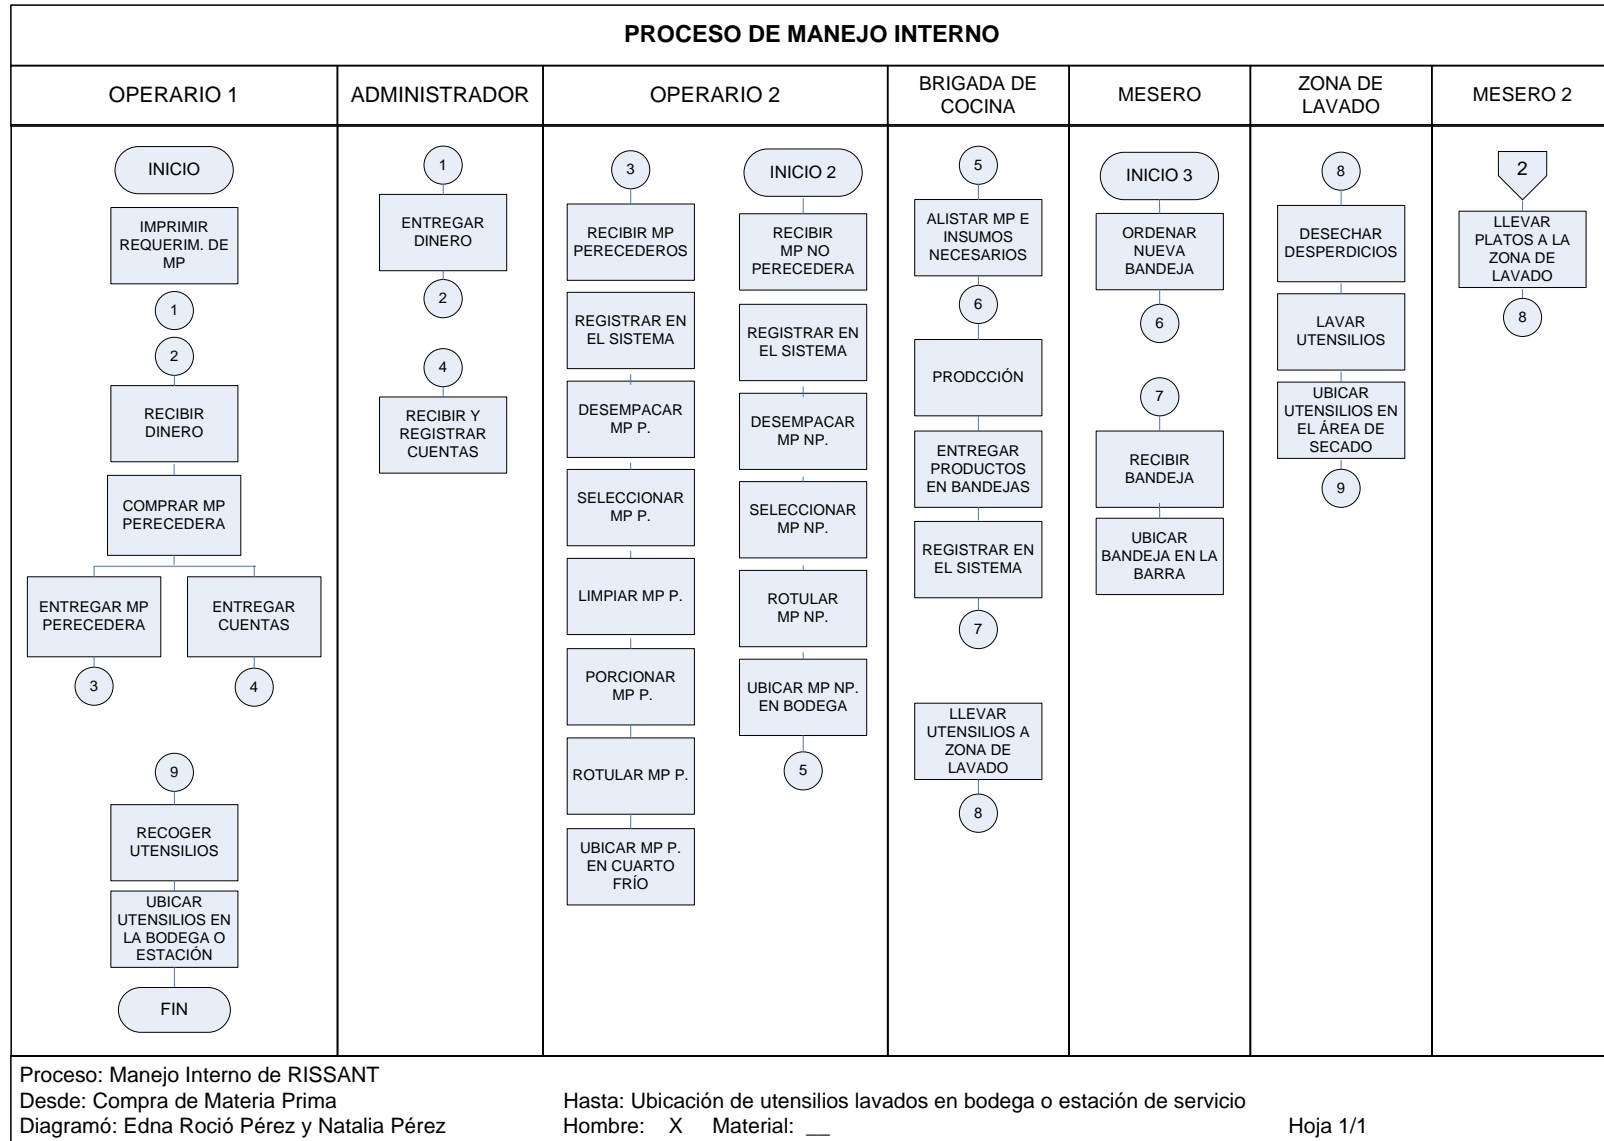 PROCESO DE MANEJO INTERNO
OPERARIO 1
ADMINISTRADOR
OPERARIO 2
BRIGADA DE
COCINA
MESERO
ZONA DE
LAVADO
MESERO 2
INICIO
IMPRIMIR
REQUERIM. DE
MP
1
2
RECIBIR
DINERO
COMPRAR MP
PERECEDERA
ENTREGAR MP
PERECEDERA
3
ENTREGAR
CUENTAS
4
9
RECOGER
UTENSILIOS
UBICAR
UTENSILIOS EN
LA BODEGA O
ESTACIÓN
FIN
1
ENTREGAR
DINERO
2
4
RECIBIR Y
REGISTRAR
CUENTAS
3
RECIBIR MP
PERECEDEROS
REGISTRAR EN
EL SISTEMA
DESEMPACAR
MP P.
SELECCIONAR
MP P.
LIMPIAR MP P.
PORCIONAR
MP P.
ROTULAR MP P.
UBICAR MP P.
EN CUARTO
FRÍO
INICIO 2
RECIBIR
MP NO
PERECEDERA
REGISTRAR EN
EL SISTEMA
DESEMPACAR
MP NP.
SELECCIONAR
MP NP.
ROTULAR
MP NP.
UBICAR MP NP.
EN BODEGA
5
5
ALISTAR MP E
INSUMOS
NECESARIOS
6
PRODCCIÓN
ENTREGAR
PRODUCTOS
EN BANDEJAS
REGISTRAR EN
EL SISTEMA
7
LLEVAR
UTENSILIOS A
ZONA DE
LAVADO
8
INICIO 3
ORDENAR
NUEVA
BANDEJA
6
7
RECIBIR
BANDEJA
UBICAR
BANDEJA EN LA
BARRA
8
DESECHAR
DESPERDICIOS
LAVAR
UTENSILIOS
UBICAR
UTENSILIOS EN
EL ÁREA DE
SECADO
9
2
LLEVAR
PLATOS A LA
ZONA DE
LAVADO
8
Proceso: Manejo Interno de RISSANT
Desde: Compra de Materia Prima Hasta: Ubicación de utensilios lavados en bodega o estación de servicio
Diagramó: Edna Roció Pérez y Natalia Pérez Hombre: X Material: __ Hoja 1/1